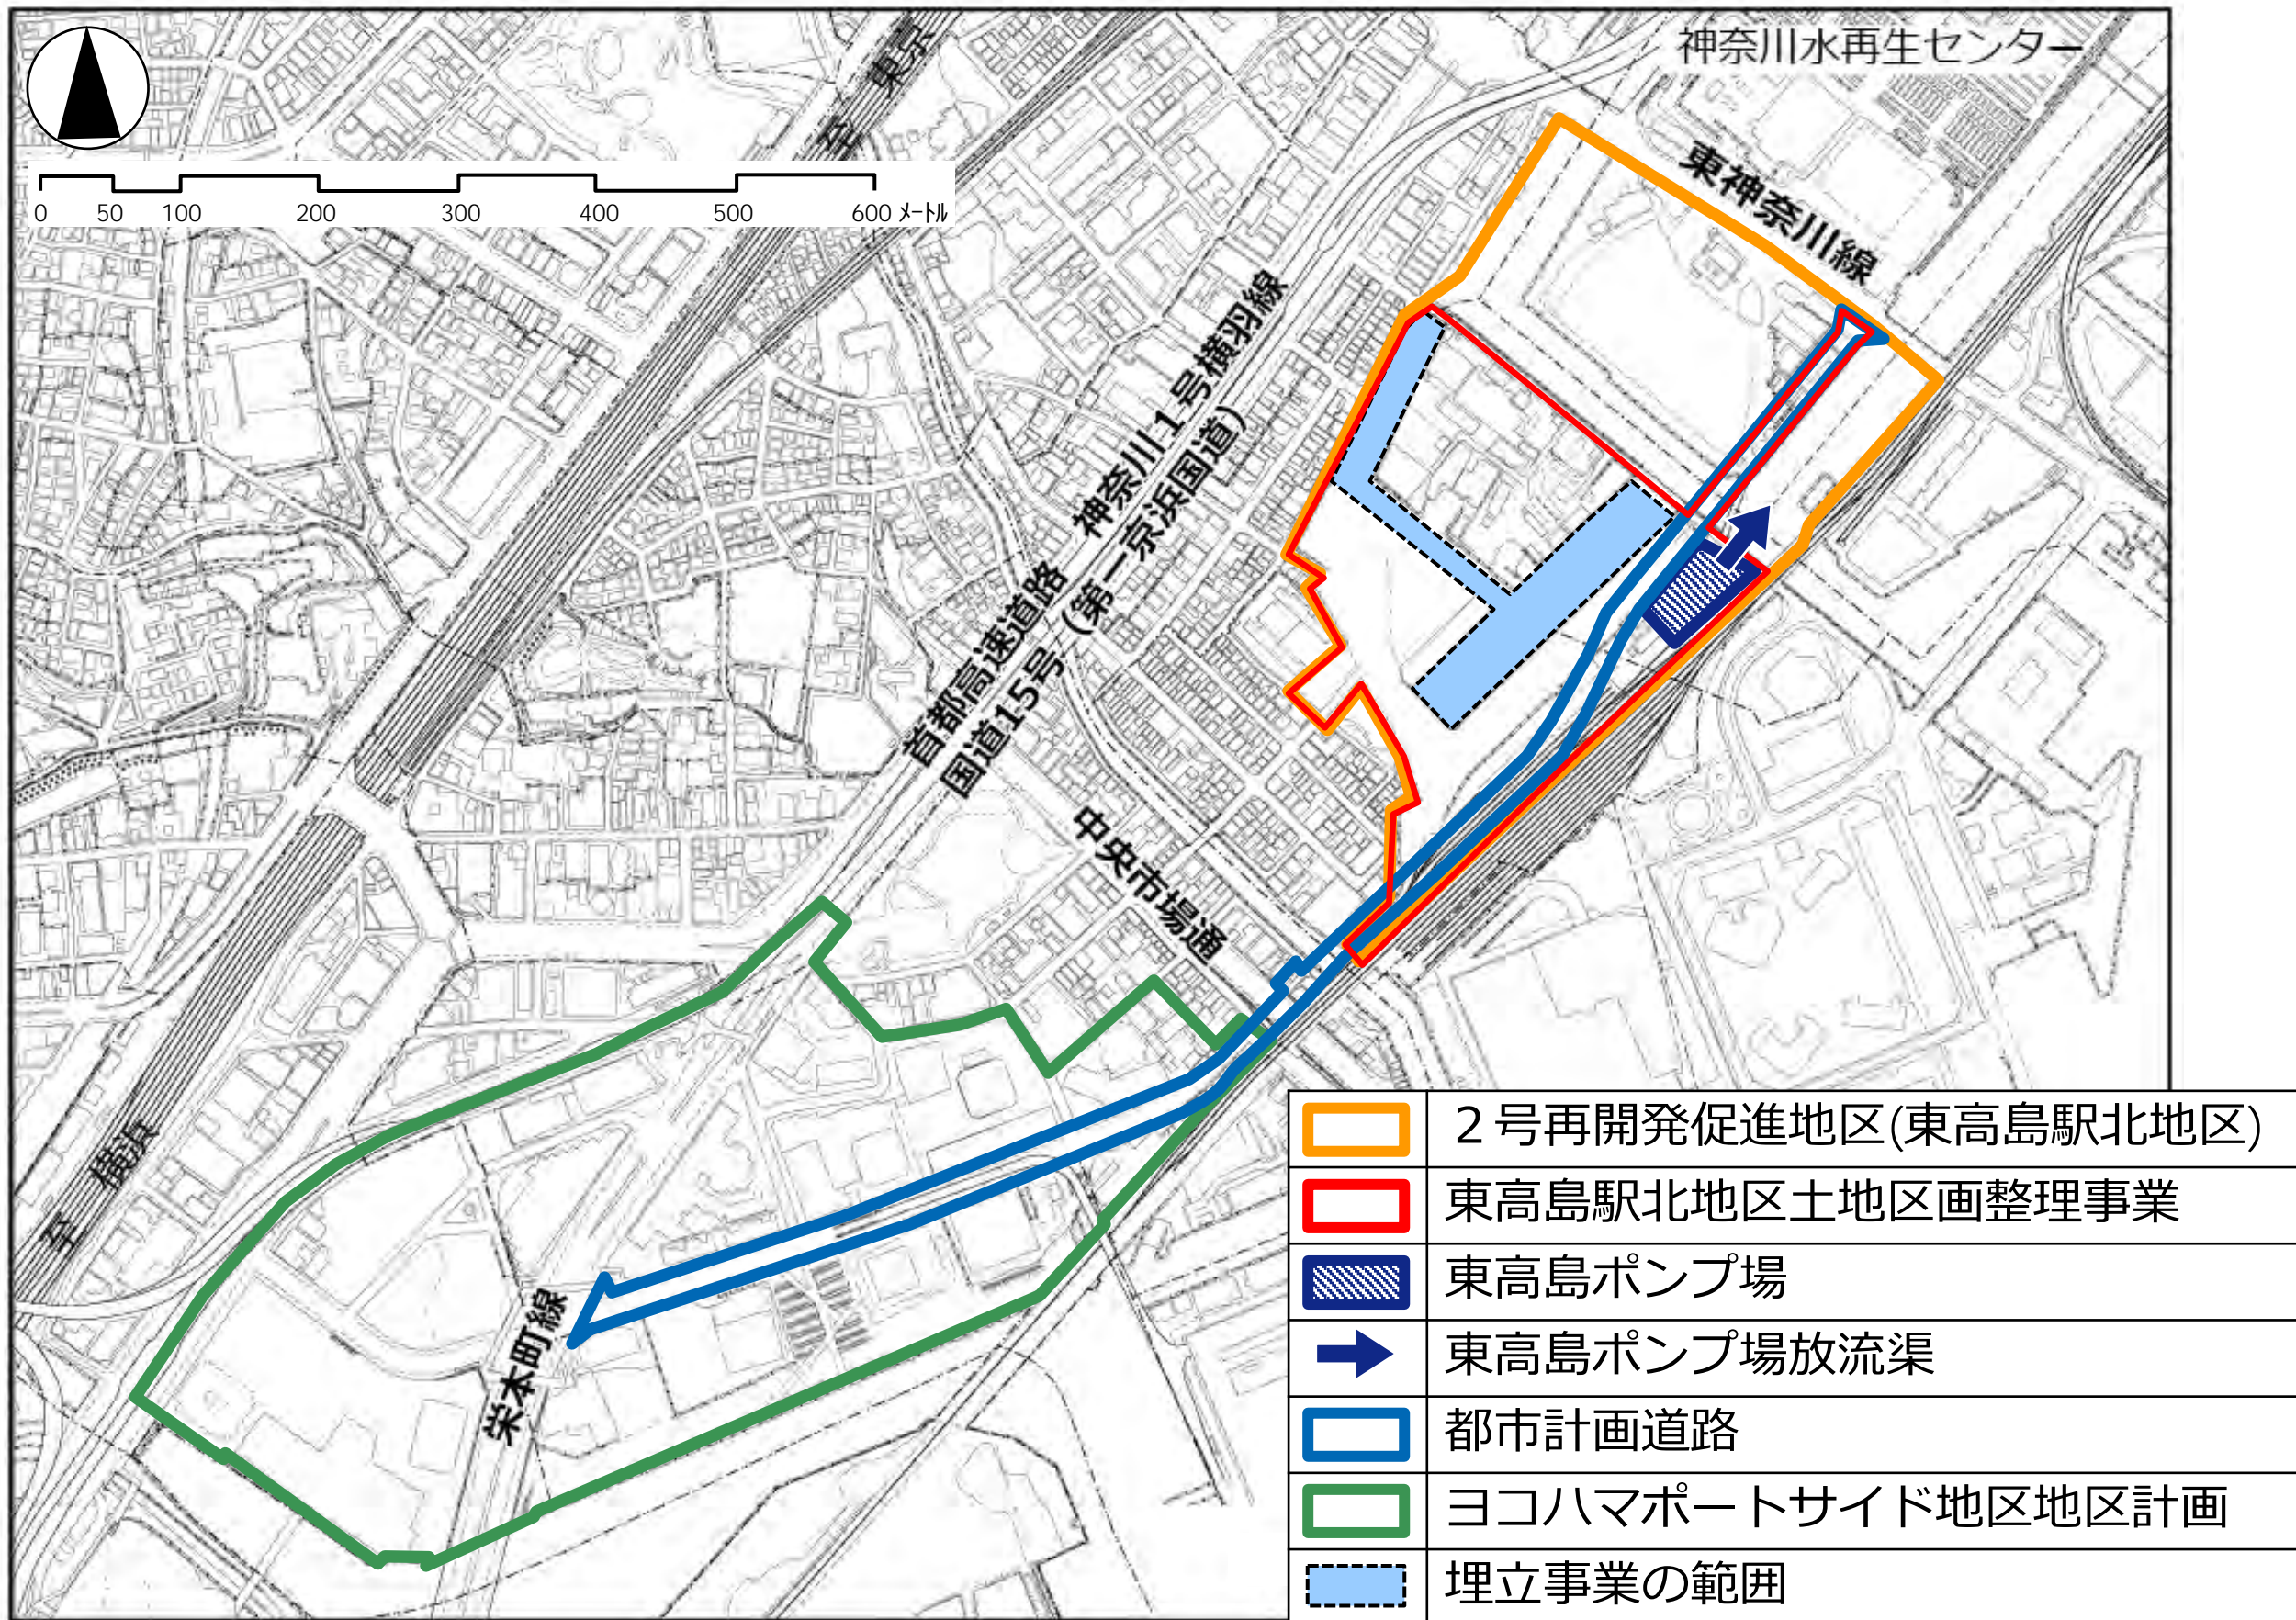 神奈川水再生センター
至 東京
0 50 100 200 300 400 500 600 メートル
東神奈川線
首都高速道路 神奈川1号横羽線
国道15号(第一京浜国道)
中央市場通
至 横浜
栄本町線
２号再開発促進地区(東高島駅北地区)
東高島駅北地区土地区画整理事業
東高島ポンプ場
東高島ポンプ場放流渠
都市計画道路
ヨコハマポートサイド地区地区計画
埋立事業の範囲